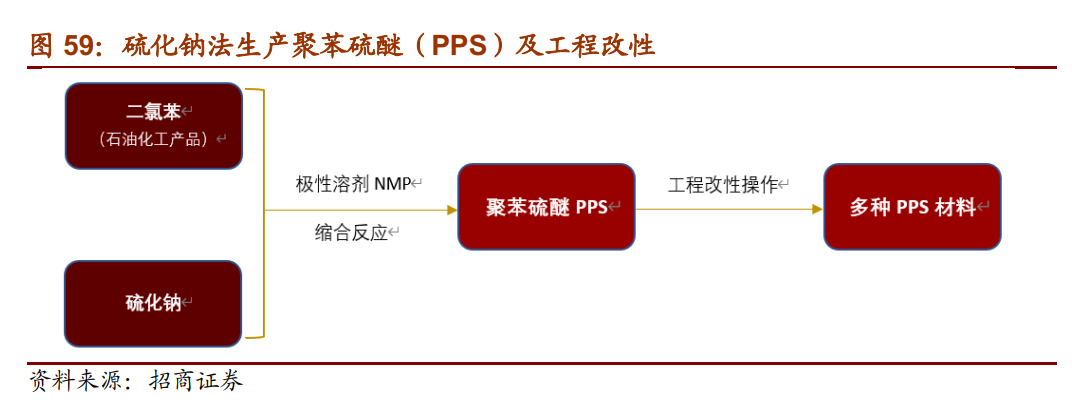 图 59：硫化钠法生产聚苯硫醚（PPS）及工程改性
二氯苯↵
（石油化工产品）↵
硫化钠↵
极性溶剂 NMP↵
缩合反应↵
聚苯硫醚 PPS↵
工程改性操作↵
多种 PPS 材料↵
资料来源：招商证券